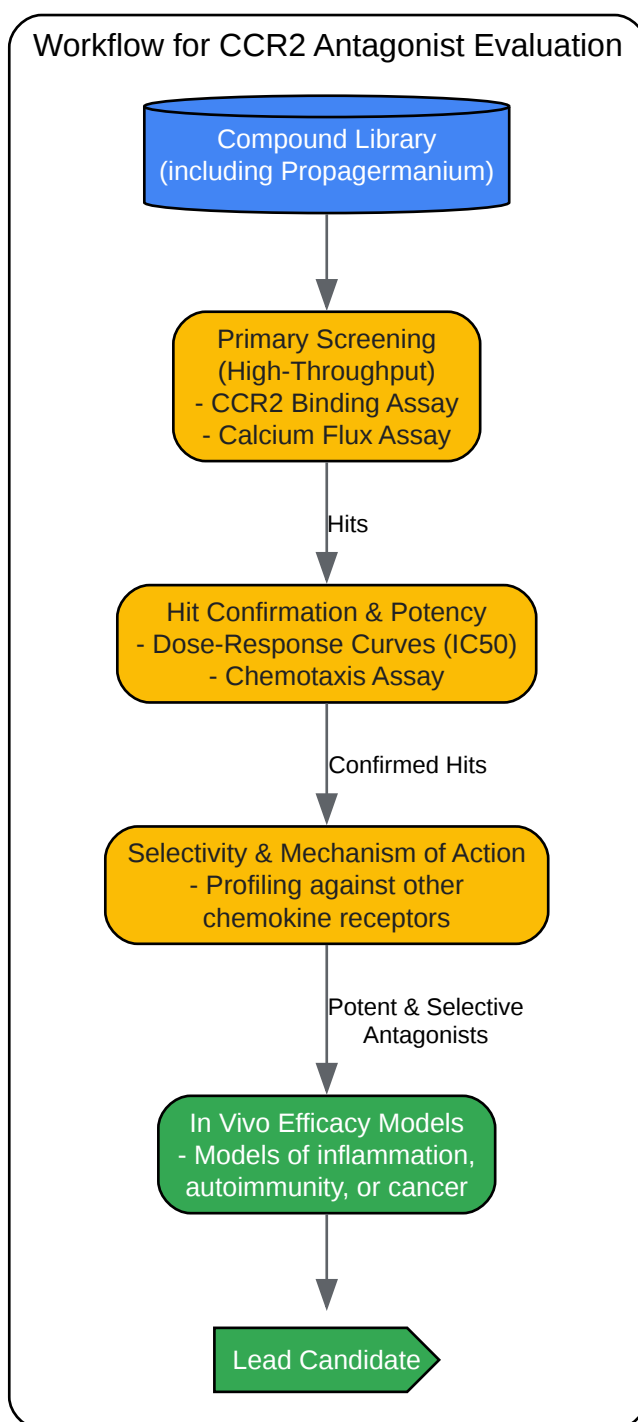 Workflow for CCR2 Antagonist Evaluation
Compound Library
(including Propagermanium)
Primary Screening
(High-Throughput)
- CCR2 Binding Assay
- Calcium Flux Assay
Hits
Hit Confirmation & Potency
- Dose-Response Curves (IC50)
- Chemotaxis Assay
Confirmed Hits
Selectivity & Mechanism of Action
- Profiling against other
chemokine receptors
Potent & Selective
Antagonists
In Vivo Efficacy Models
- Models of inflammation,
autoimmunity, or cancer
Lead Candidate